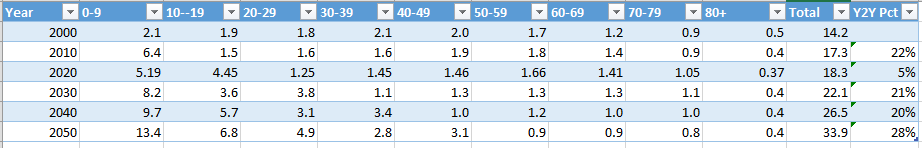 Year 0-9 10--19 20-29 30-39 40-49 50-59 60-69 70-79 80+ Total Y2Y Pct
2000 2.1 1.9 1.8 2.1 2.0 1.7 1.2 0.9 0.5 14.2
2010 6.4 1.5 1.6 1.6 1.9 1.8 1.4 0.9 0.4 17.3 22%
2020 5.19 4.45 1.25 1.45 1.46 1.66 1.41 1.05 0.37 18.3 5%
2030 8.2 3.6 3.8 1.1 1.3 1.3 1.3 1.1 0.4 22.1 21%
2040 9.7 5.7 3.1 3.4 1.0 1.2 1.0 1.0 0.4 26.5 20%
2050 13.4 6.8 4.9 2.8 3.1 0.9 0.9 0.8 0.4 33.9 28%